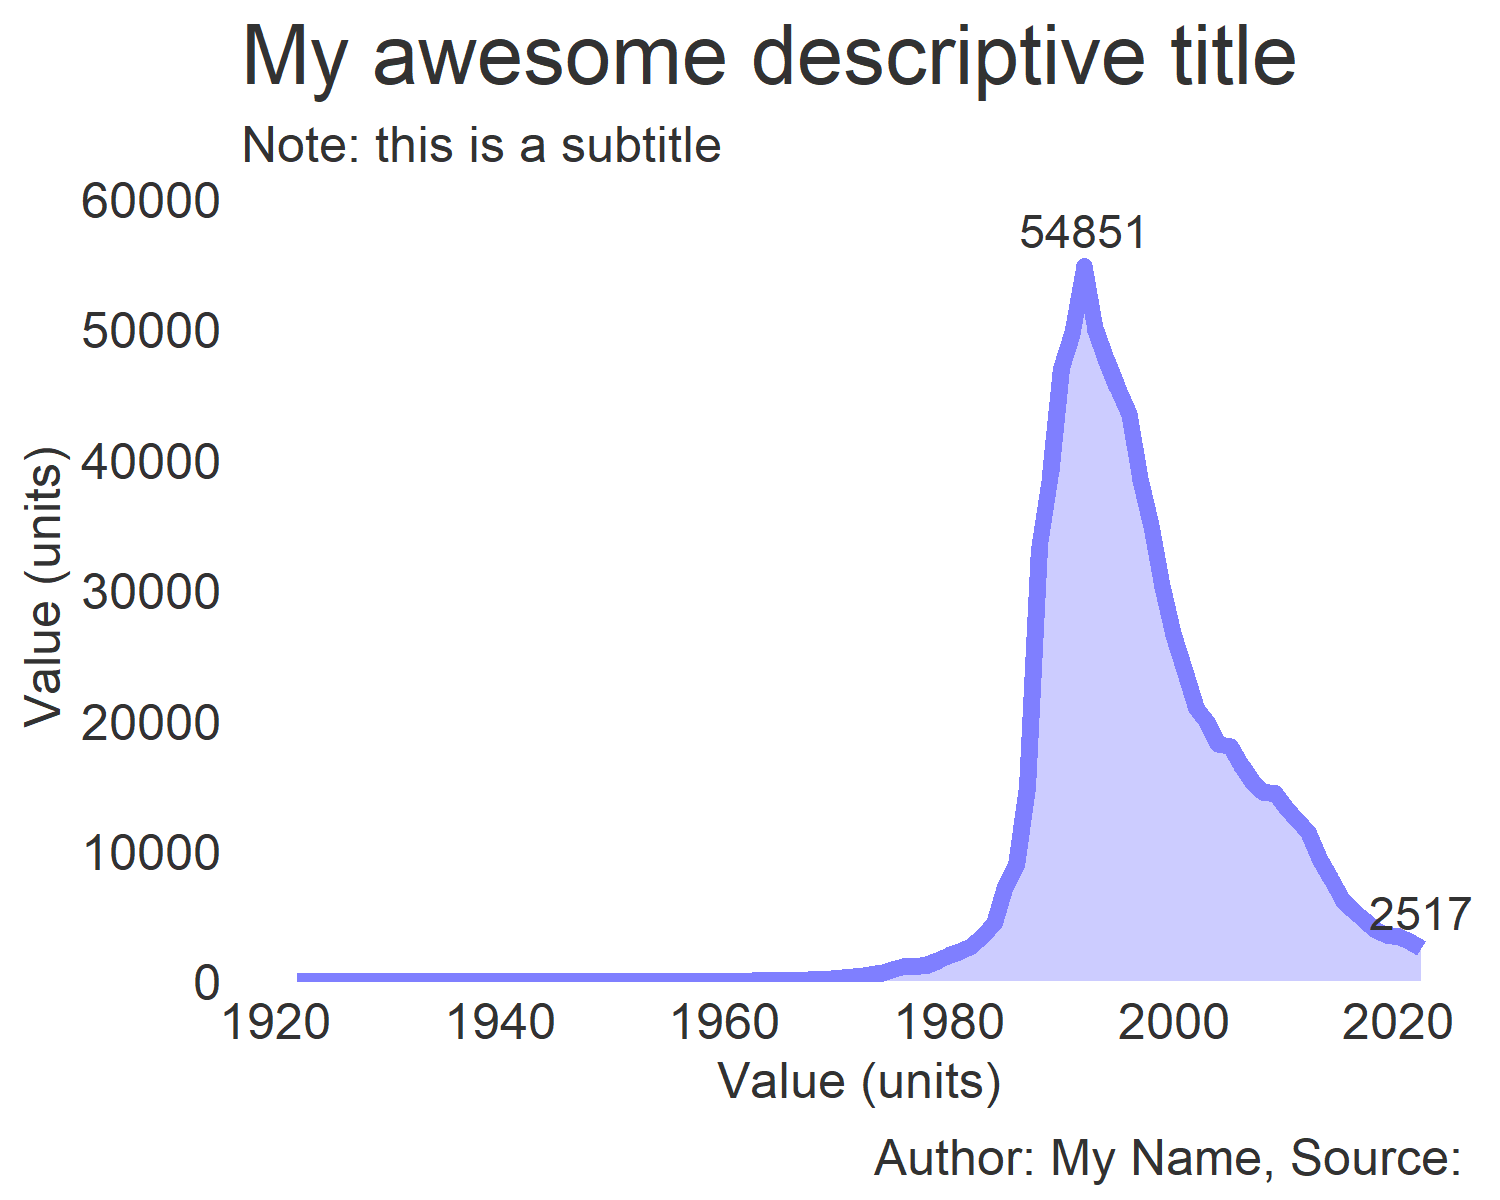 My awesome descriptive title
Note: this is a subtitle
60000
54851
50000
40000
Value (units)
30000
20000
10000
2517
0
1920 1940 1960 1980 2000 2020
Value (units)
Author: My Name, Source: